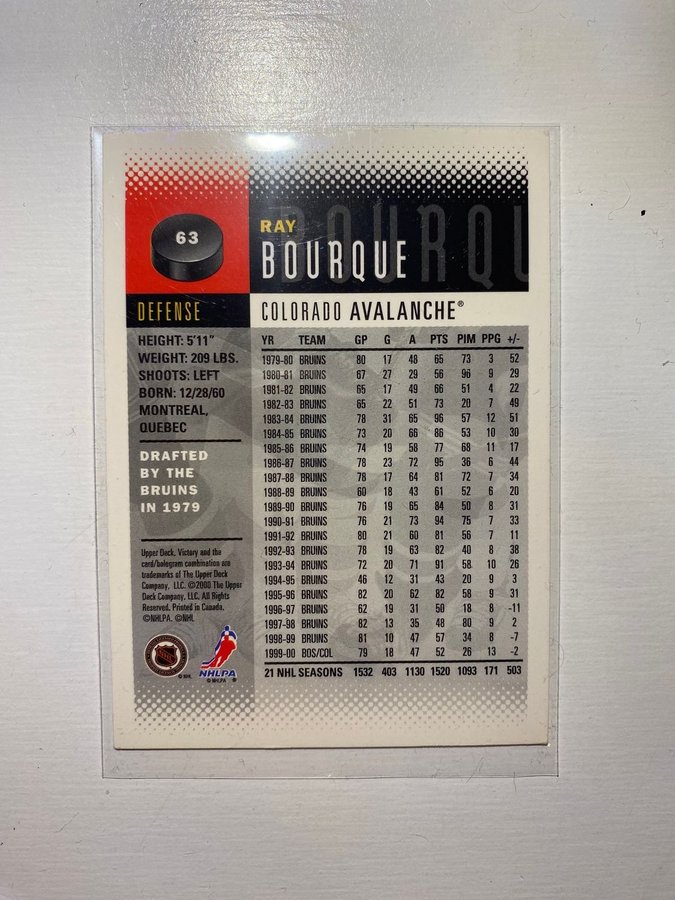 63
RAY
BOURQUE
BOURQU
DEFENSE
COLORADO AVALANCHE®
HEIGHT: 5'11"
WEIGHT: 209 LBS.
SHOOTS: LEFT
BORN: 12/28/60
MONTREAL,
QUEBEC
DRAFTED
BY THE
BRUINS
IN 1979
Upper Deck, Victory and the
card/hologram combination are
trademarks of The Upper Deck
Company, LLC. ©2000 The Upper
Deck Company, LLC. All Rights
Reserved. Printed in Canada.
©NHLPA. ©NHL
NHL
© NHL
NHLPA
© NHLPA ®
YR TEAM GP G A PTS PIM PPG +/-
1979-80 BRUINS 80 17 48 65 73 3 52
1980-81 BRUINS 67 27 29 56 96 9 29
1981-82 BRUINS 65 17 49 66 51 4 22
1982-83 BRUINS 65 22 51 73 20 7 49
1983-84 BRUINS 78 31 65 96 57 12 51
1984-85 BRUINS 73 20 66 86 53 10 30
1985-86 BRUINS 74 19 58 77 68 11 17
1986-87 BRUINS 78 23 72 95 36 6 44
1987-88 BRUINS 78 17 64 81 72 7 34
1988-89 BRUINS 60 18 43 61 52 6 20
1989-90 BRUINS 76 19 65 84 50 8 31
1990-91 BRUINS 76 21 73 94 75 7 33
1991-92 BRUINS 80 21 60 81 56 7 11
1992-93 BRUINS 78 19 63 82 40 8 38
1993-94 BRUINS 72 20 71 91 58 10 26
1994-95 BRUINS 46 12 31 43 20 9 3
1995-96 BRUINS 82 20 62 82 58 9 31
1996-97 BRUINS 62 19 31 50 18 8 -11
1997-98 BRUINS 82 13 35 48 80 9 2
1998-99 BRUINS 81 10 47 57 34 8 -7
1999-00 BOS/COL 79 18 47 52 26 13 -2
21 NHL SEASONS 1532 403 1130 1520 1093 171 503